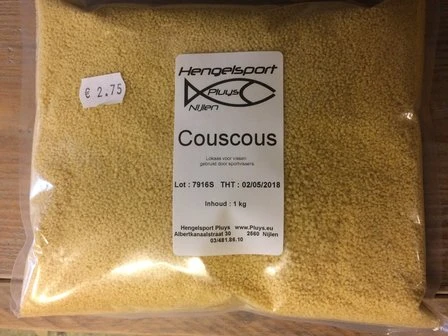 € 2.75
Hengelsport
Pluys
Nijlen
Couscous
Lokaas voor vissen
gebruikt door sportvissers
Lot : 7916S THT : 02/05/2018
Inhoud : 1 kg
Hengelsport Pluys www.Pluys.eu
Albertkanaalstraat 30 2560 Nijlen
03/481.86.10